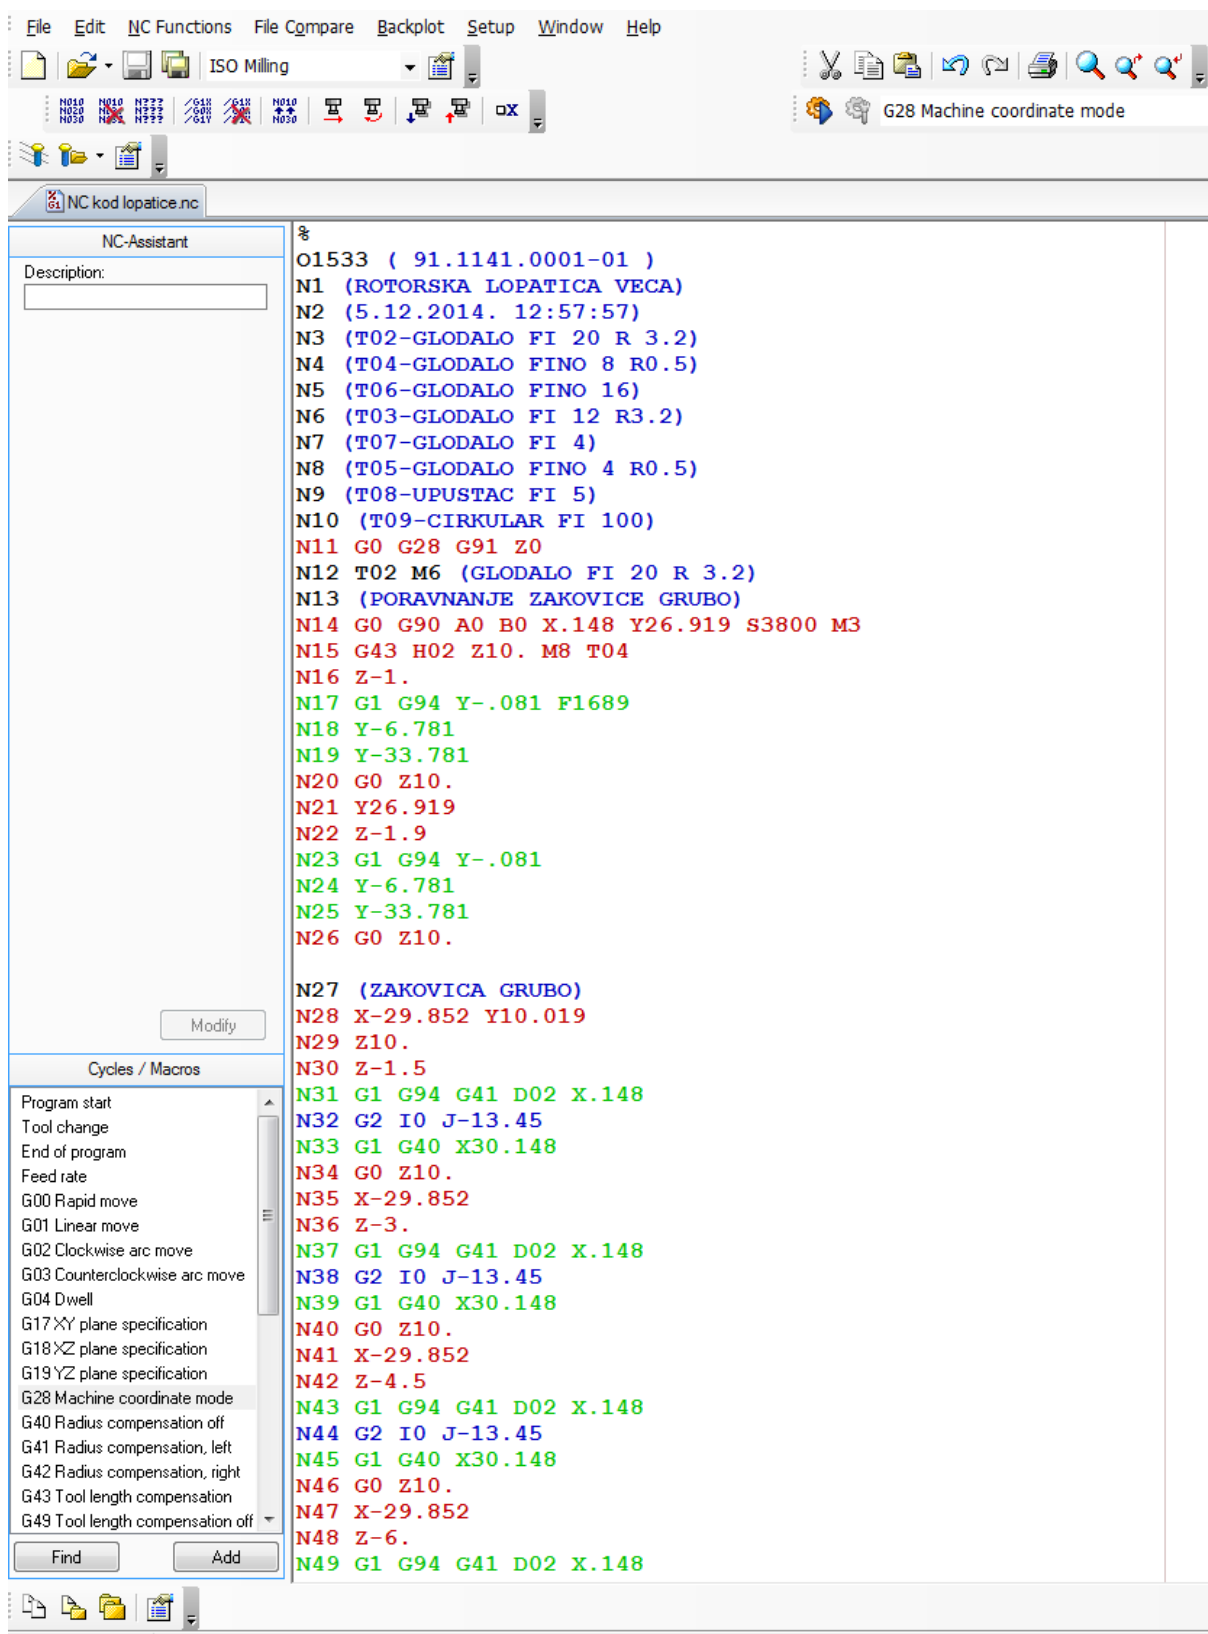 File Edit NC Functions File Compare Backplot Setup Window Help
ISO Milling
G28 Machine coordinate mode
NC kod lopatice.nc
NC-Assistant
Description:
Modify
Cycles / Macros
Program start
Tool change
End of program
Feed rate
G00 Rapid move
G01 Linear move
G02 Clockwise arc move
G03 Counterclockwise arc move
G04 Dwell
G17 XY plane specification
G18 XZ plane specification
G19 YZ plane specification
G28 Machine coordinate mode
G40 Radius compensation off
G41 Radius compensation, left
G42 Radius compensation, right
G43 Tool length compensation
G49 Tool length compensation off
Find Add
%
O1533 ( 91.1141.0001-01 )
N1 (ROTORSKA LOPATICA VECA)
N2 (5.12.2014. 12:57:57)
N3 (T02-GLODALO FI 20 R 3.2)
N4 (T04-GLODALO FINO 8 R0.5)
N5 (T06-GLODALO FINO 16)
N6 (T03-GLODALO FI 12 R3.2)
N7 (T07-GLODALO FI 4)
N8 (T05-GLODALO FINO 4 R0.5)
N9 (T08-UPUSTAC FI 5)
N10 (T09-CIRKULAR FI 100)
N11 G0 G28 G91 Z0
N12 T02 M6 (GLODALO FI 20 R 3.2)
N13 (PORAVNANJE ZAKOVICE GRUBO)
N14 G0 G90 A0 B0 X.148 Y26.919 S3800 M3
N15 G43 H02 Z10. M8 T04
N16 Z-1.
N17 G1 G94 Y-.081 F1689
N18 Y-6.781
N19 Y-33.781
N20 G0 Z10.
N21 Y26.919
N22 Z-1.9
N23 G1 G94 Y-.081
N24 Y-6.781
N25 Y-33.781
N26 G0 Z10.
N27 (ZAKOVICA GRUBO)
N28 X-29.852 Y10.019
N29 Z10.
N30 Z-1.5
N31 G1 G94 G41 D02 X.148
N32 G2 I0 J-13.45
N33 G1 G40 X30.148
N34 G0 Z10.
N35 X-29.852
N36 Z-3.
N37 G1 G94 G41 D02 X.148
N38 G2 I0 J-13.45
N39 G1 G40 X30.148
N40 G0 Z10.
N41 X-29.852
N42 Z-4.5
N43 G1 G94 G41 D02 X.148
N44 G2 I0 J-13.45
N45 G1 G40 X30.148
N46 G0 Z10.
N47 X-29.852
N48 Z-6.
N49 G1 G94 G41 D02 X.148